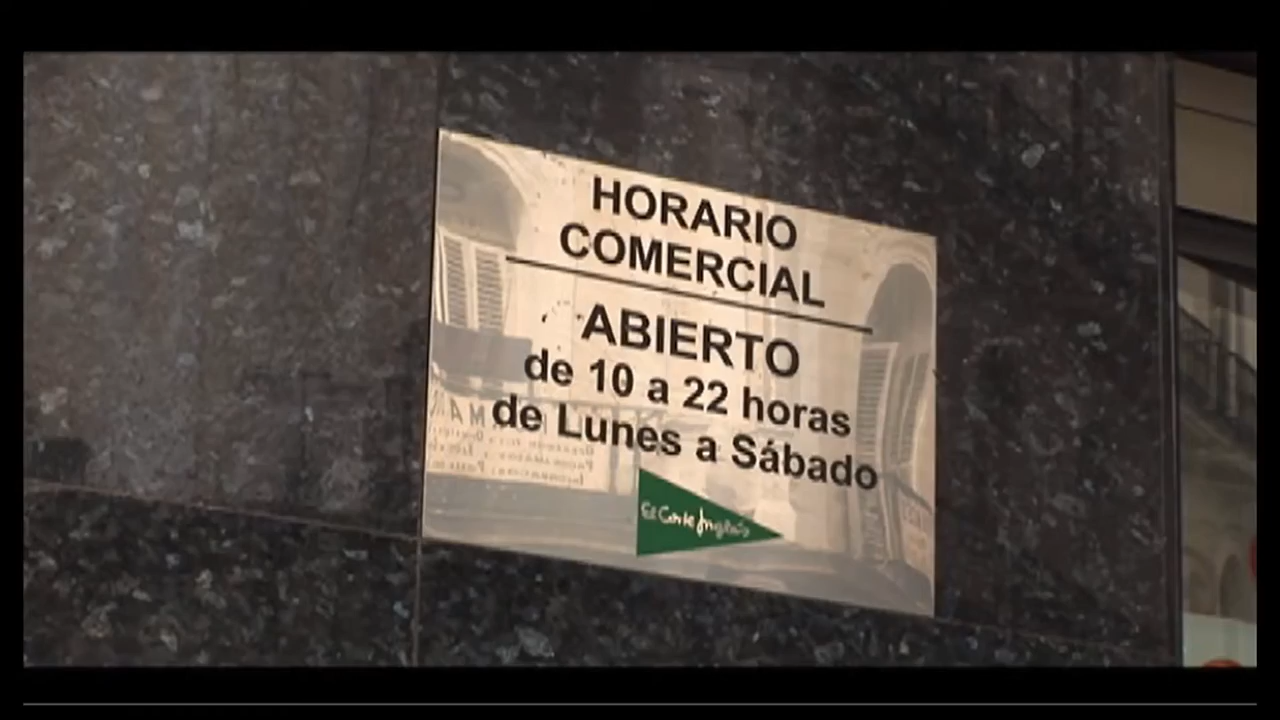 HORARIO
COMERCIAL
ABIERTO
de 10 a 22 horas
de Lunes a Sábado
El Corte Inglés